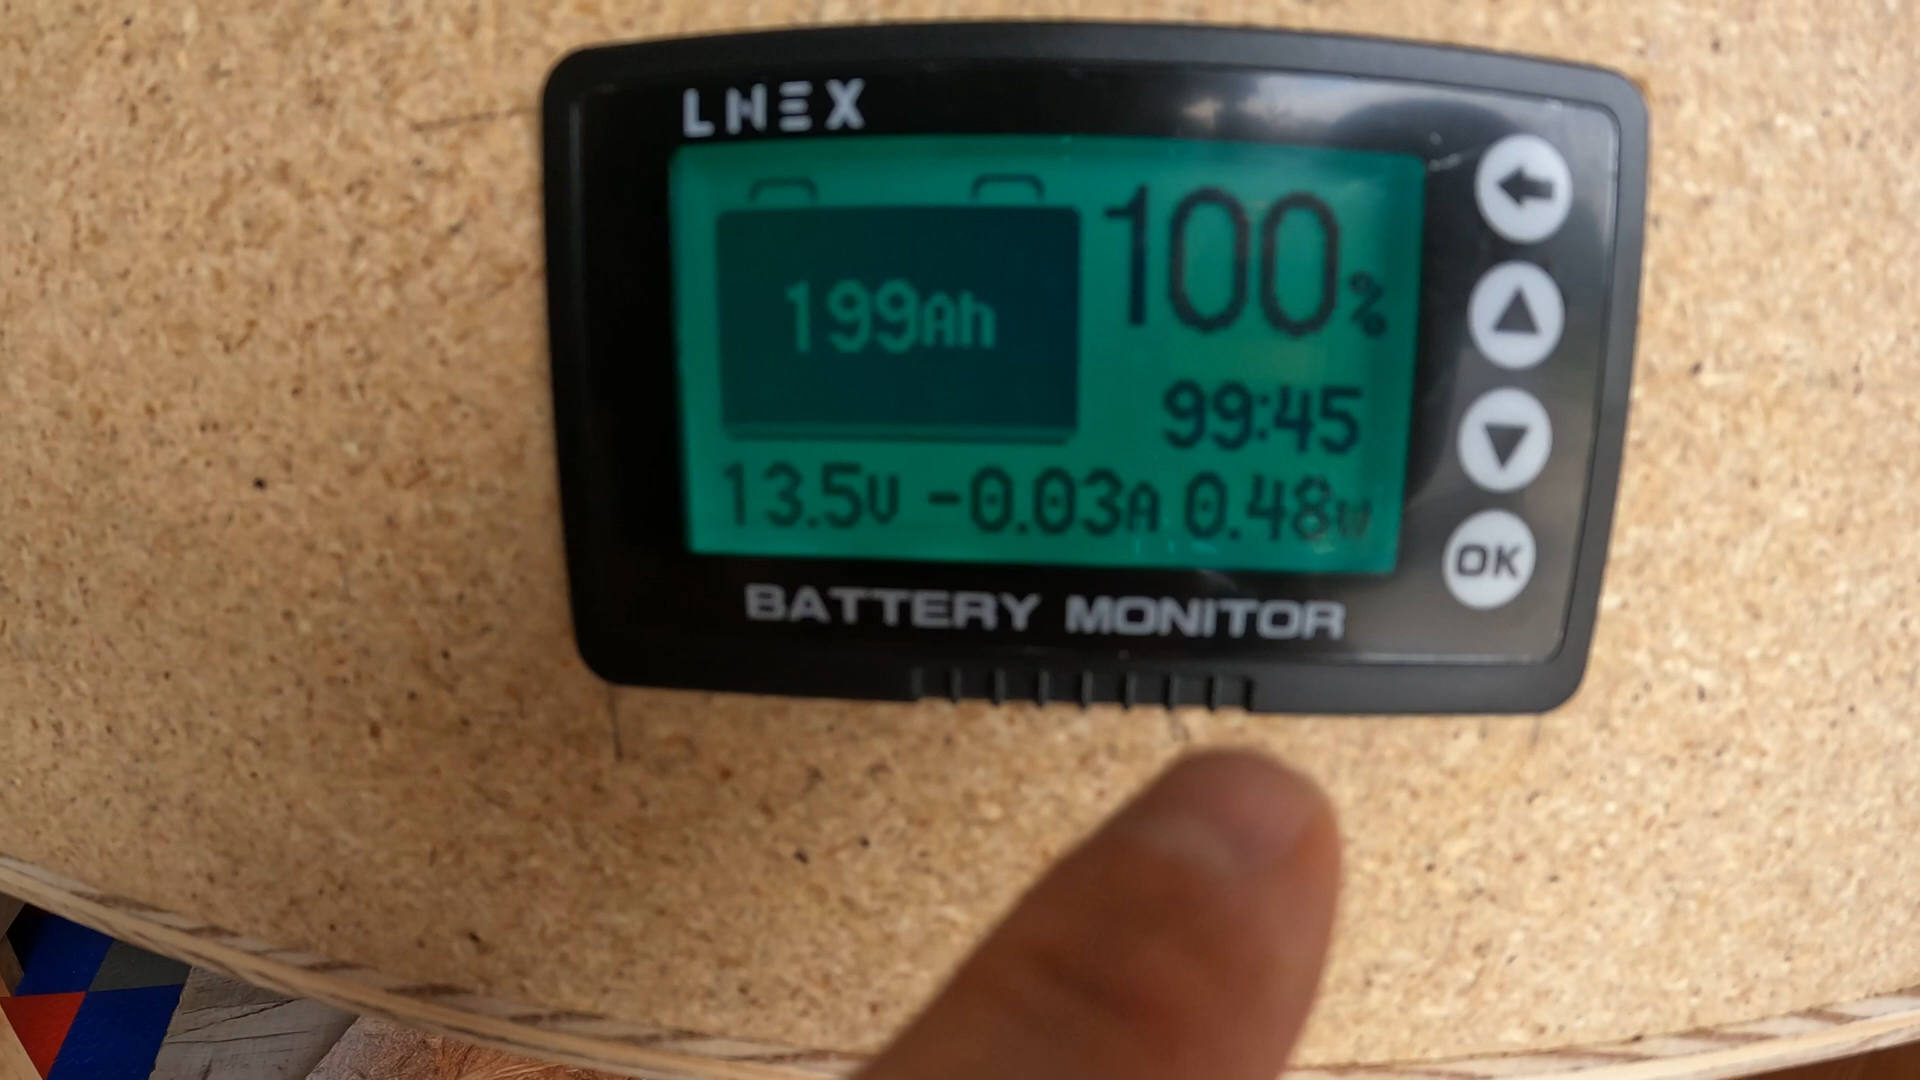 LNEX
199Ah
100%
99:45
13.5V -0.03A 0.48W
BATTERY MONITOR
OK